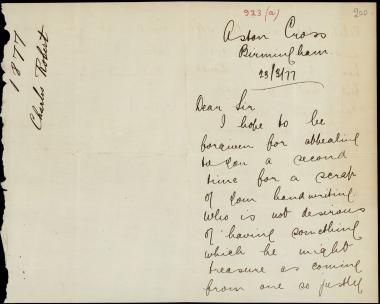 923(a)
200
1877
Charles Robert
Aston Cross
Birmingham.
23/3/77
Dear Sir
I hope to be
forgiven for appealing
to you a second
time for a scrap
of your handwriting.
Who is not desirous
of having something
which he might
treasure as coming
from one so justly